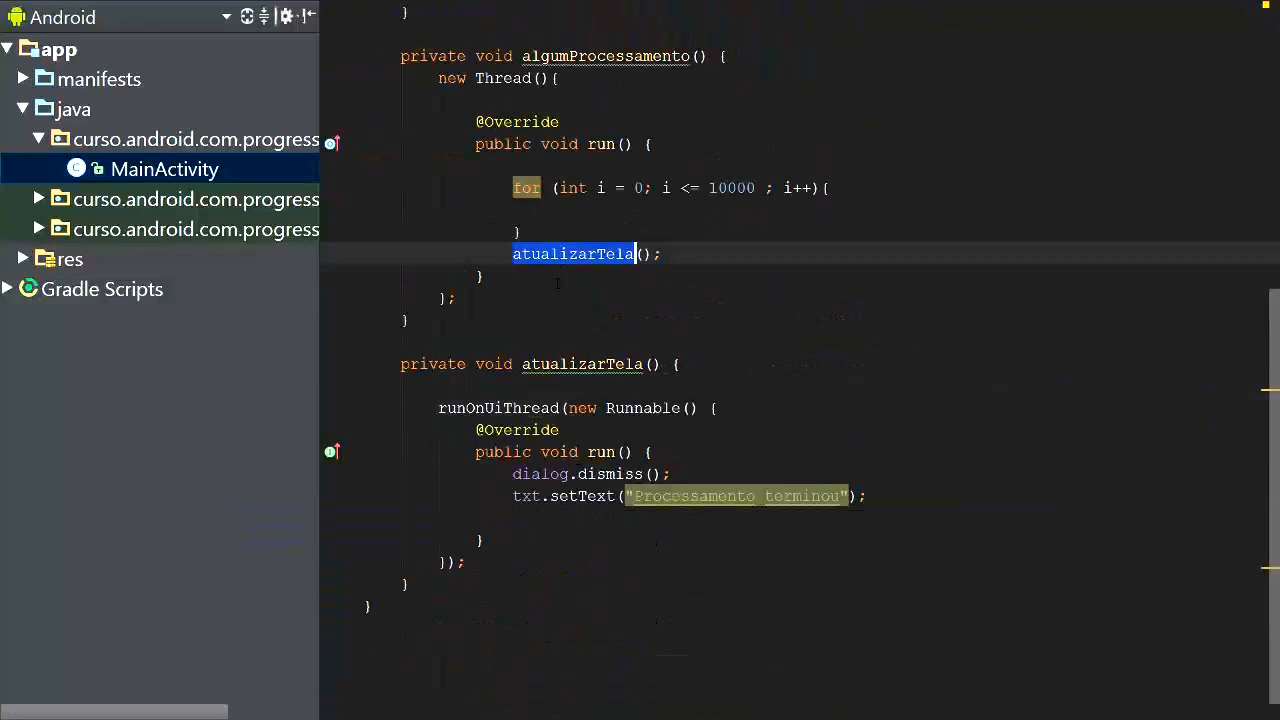 Android
app
manifests
java
curso.android.com.progress
MainActivity
curso.android.com.progress
curso.android.com.progress
res
Gradle Scripts
}
private void algumProcessamento() {
new Thread(){
@Override
public void run() {
for (int i = 0; i <= 10000 ; i++){
}
atualizarTela();
}
};
}
private void atualizarTela() {
runOnUiThread(new Runnable() {
@Override
public void run() {
dialog.dismiss();
txt.setText("Processamento terminou");
}
});
}
}